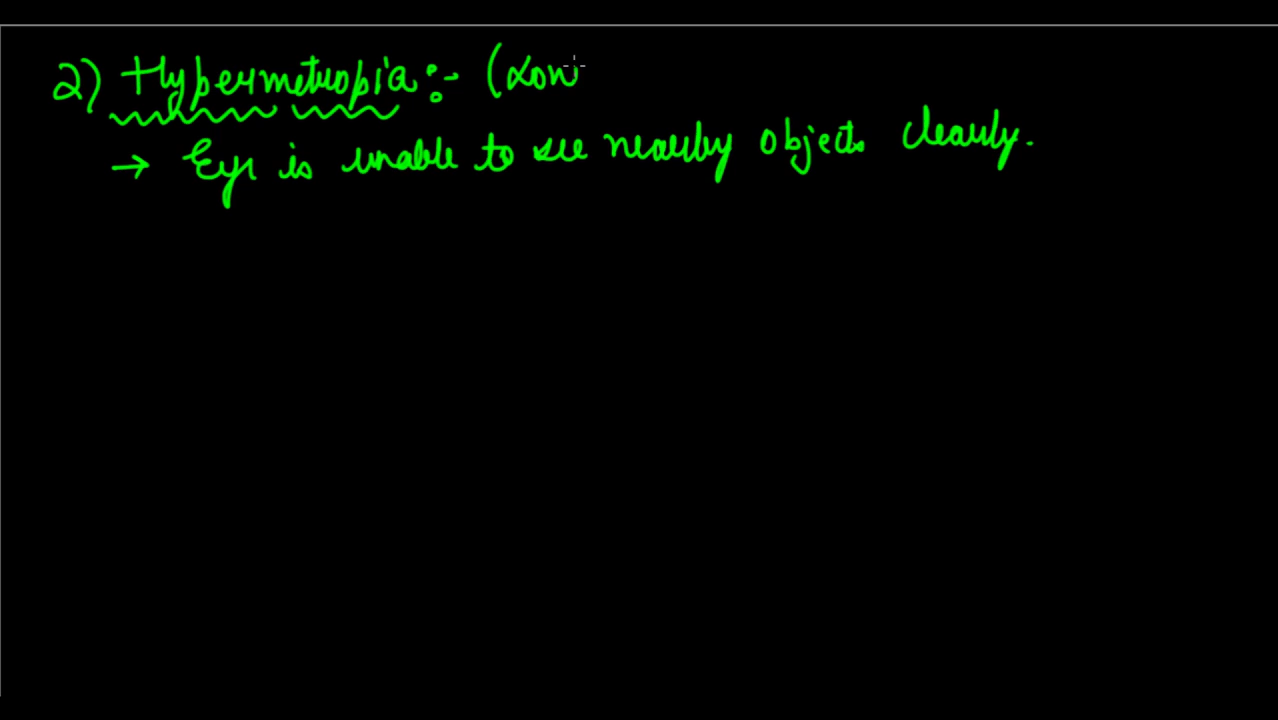 2) Hypermetropia :- (Lon
→ Eye is unable to see nearby objects clearly.